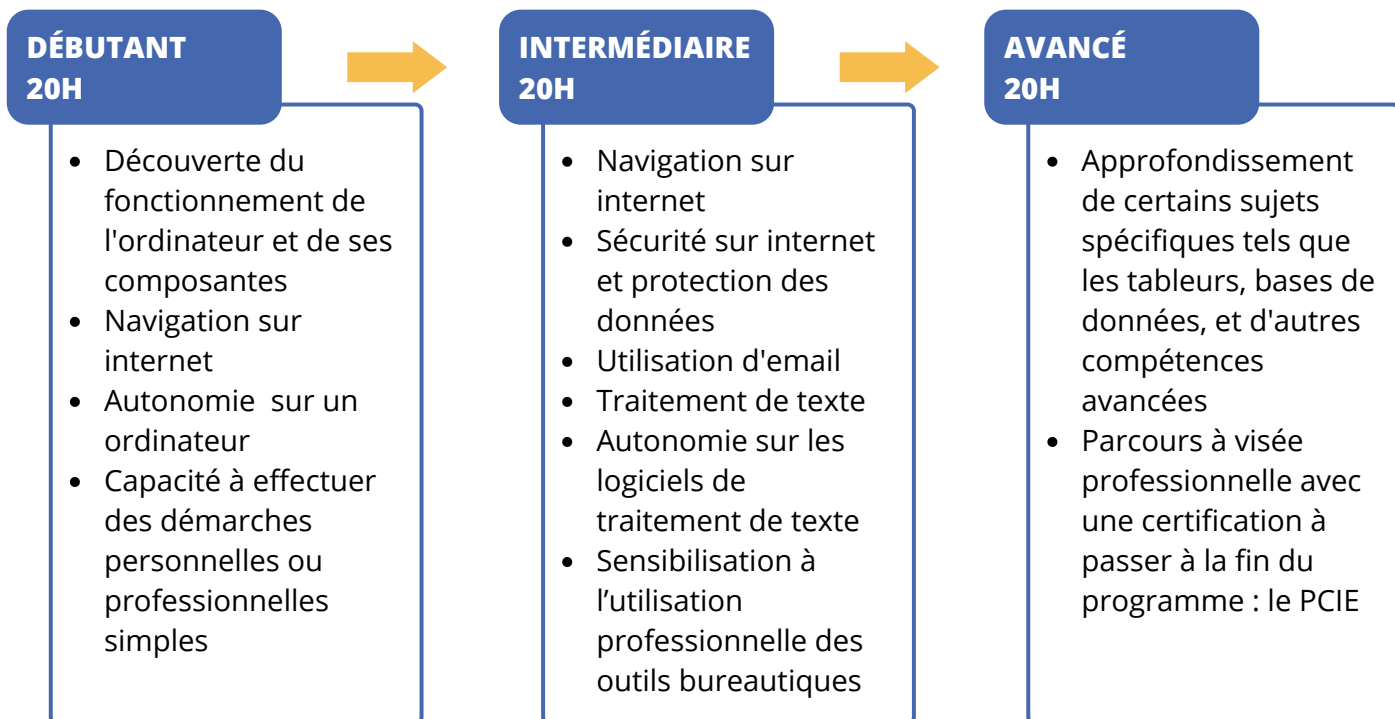 DÉBUTANT
20H
• Découverte du
fonctionnement de
l'ordinateur et de ses
composantes
• Navigation sur
internet
• Autonomie  sur un
ordinateur
• Capacité à effectuer
des démarches
personnelles ou
professionnelles
simples
INTERMÉDIAIRE
20H
• Navigation sur
internet
• Sécurité sur internet
et protection des
données
• Utilisation d'email
• Traitement de texte
• Autonomie sur les
logiciels de
traitement de texte
• Sensibilisation à
l’utilisation
professionnelle des
outils bureautiques
AVANCÉ
20H
• Approfondissement
de certains sujets
spécifiques tels que
les tableurs, bases de
données, et d'autres
compétences
avancées
• Parcours à visée
professionnelle avec
une certification à
passer à la fin du
programme : le PCIE